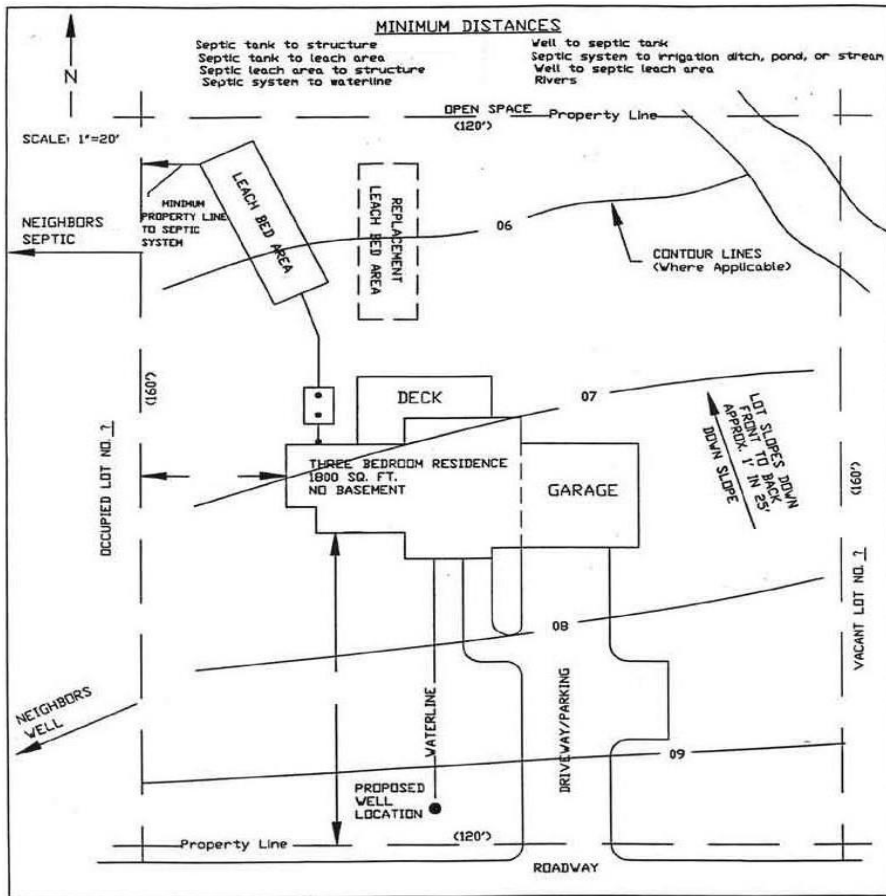 MINIMUM DISTANCES
Septic tank to structure
Septic tank to leach area
Septic leach area to structure
Septic system to waterline
Well to septic tank
Septic system to irrigation ditch, pond, or stream
Well to septic leach area
Rivers
N
SCALE: 1"=20'
OPEN SPACE
(120')
Property Line
MINIMUM
PROPERTY LINE
TO SEPTIC
SYSTEM
LEACH BED AREA
REPLACEMENT
LEACH BED AREA
NEIGHBORS
SEPTIC
06
CONTOUR LINES
(Where Applicable)
(160')
OCCUPIED LOT NO. ?
DECK
07
LOT SLOPES DOWN
FRONT TO BACK
APPROX. 1' IN 25'
DOWN SLOPE
THREE BEDROOM RESIDENCE
1800 SQ. FT.
NO BASEMENT
GARAGE
(160')
VACANT LOT NO. ?
08
NEIGHBORS
WELL
WATERLINE
DRIVEWAY/PARKING
09
PROPOSED
WELL
LOCATION
Property Line
(120')
ROADWAY